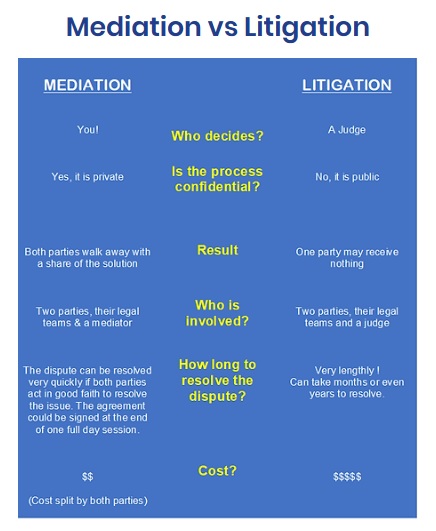 Mediation vs Litigation
MEDIATION
LITIGATION
You!
Who decides?
A Judge
Yes, it is private
Is the process
confidential?
No, it is public
Both parties walk away with
a share of the solution
Result
One party may receive
nothing
Two parties, their legal
teams & a mediator
Who is
involved?
Two parties, their legal
teams and a judge
The dispute can be resolved
very quickly if both parties
act in good faith to resolve
the issue. The agreement
could be signed at the end
of one full day session.
How long to
resolve the
dispute?
Very lengthly !
Can take months or even
years to resolve.
$$
(Cost split by both parties)
Cost?
$$$$$